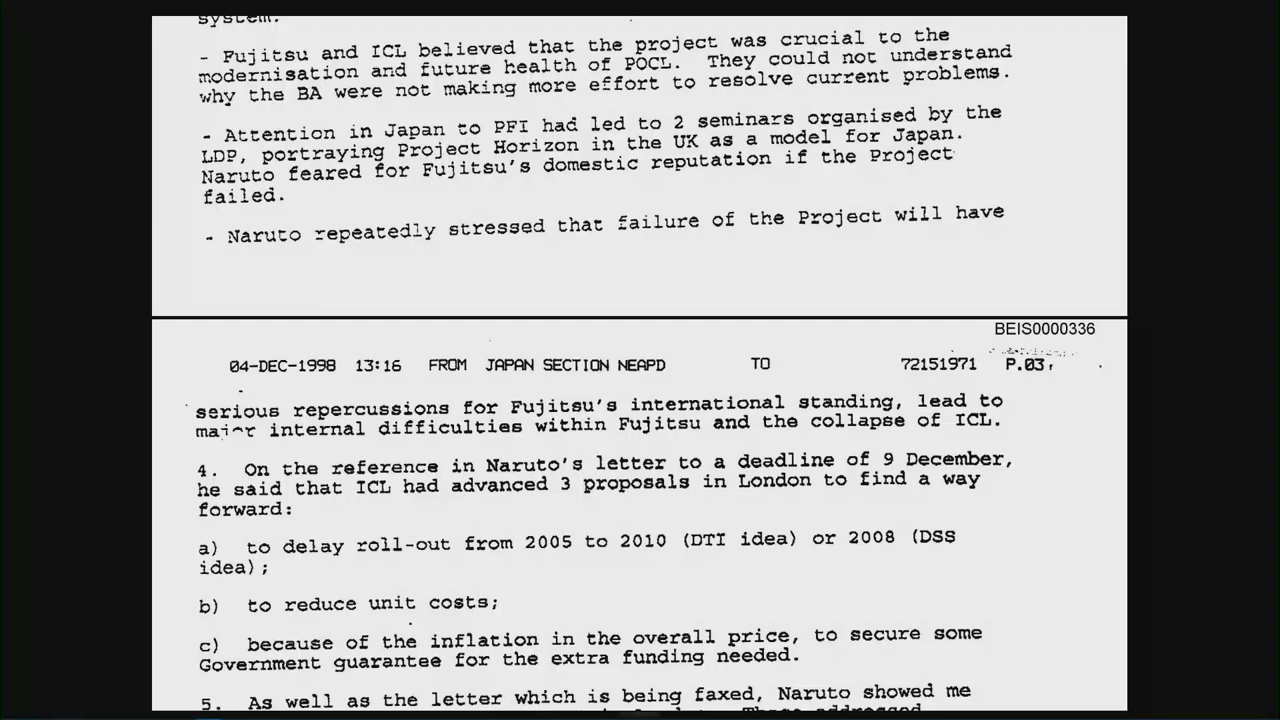 system.
- Fujitsu and ICL believed that the project was crucial to the
modernisation and future health of POCL. They could not understand
why the BA were not making more effort to resolve current problems.
- Attention in Japan to PFI had led to 2 seminars organised by the
LDP, portraying Project Horizon in the UK as a model for Japan.
Naruto feared for Fujitsu's domestic reputation if the Project
failed.
- Naruto repeatedly stressed that failure of the Project will have
BEIS0000336
04-DEC-1998 13:16 FROM JAPAN SECTION NEAPD TO 72151971 P.03
serious repercussions for Fujitsu's international standing, lead to
major internal difficulties within Fujitsu and the collapse of ICL.
4. On the reference in Naruto's letter to a deadline of 9 December,
he said that ICL had advanced 3 proposals in London to find a way
forward:
a) to delay roll-out from 2005 to 2010 (DTI idea) or 2008 (DSS
idea);
b) to reduce unit costs;
c) because of the inflation in the overall price, to secure some
Government guarantee for the extra funding needed.
5. As well as the letter which is being faxed, Naruto showed me
These addressed